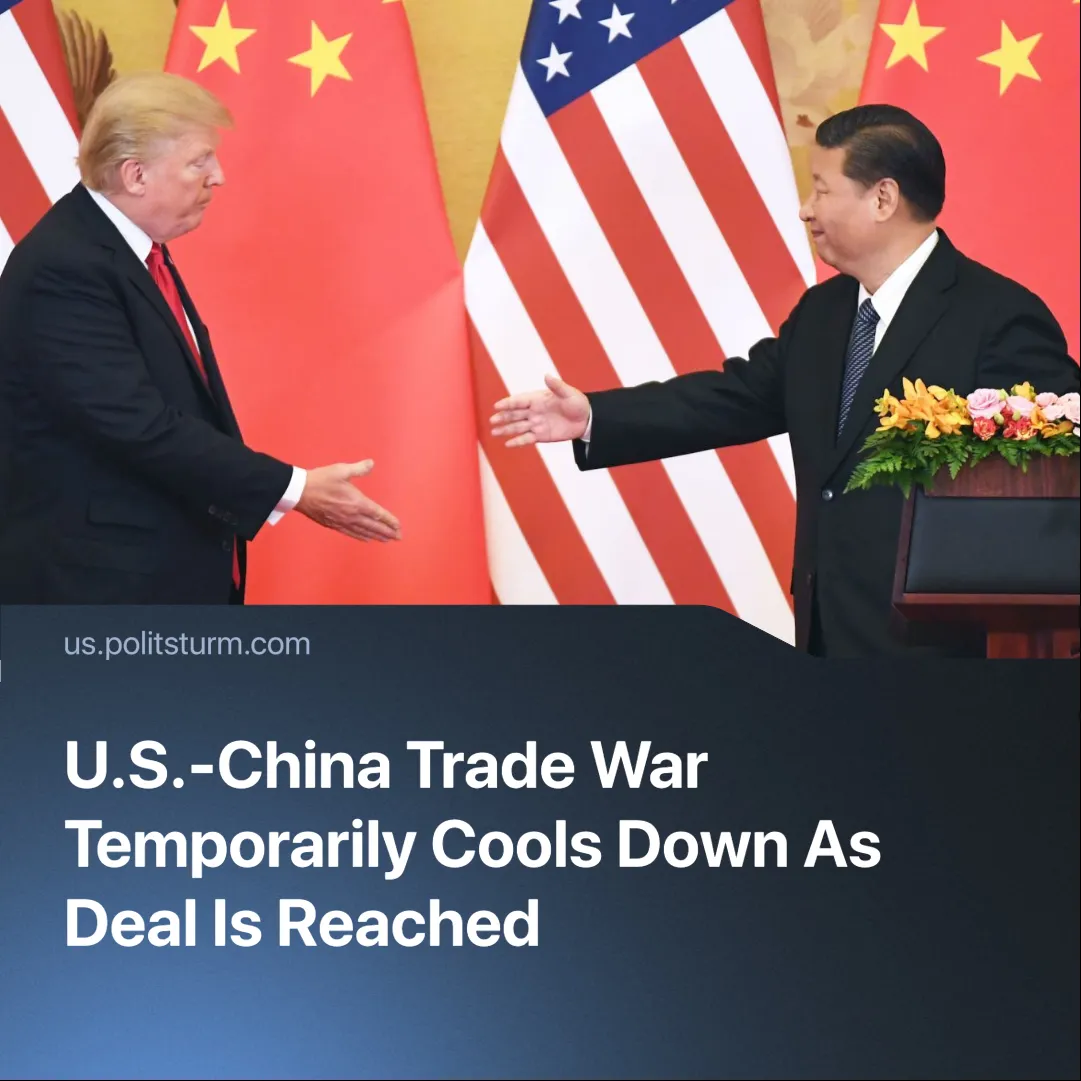 us.politsturm.com
U.S.-China Trade War
Temporarily Cools Down As
Deal Is Reached